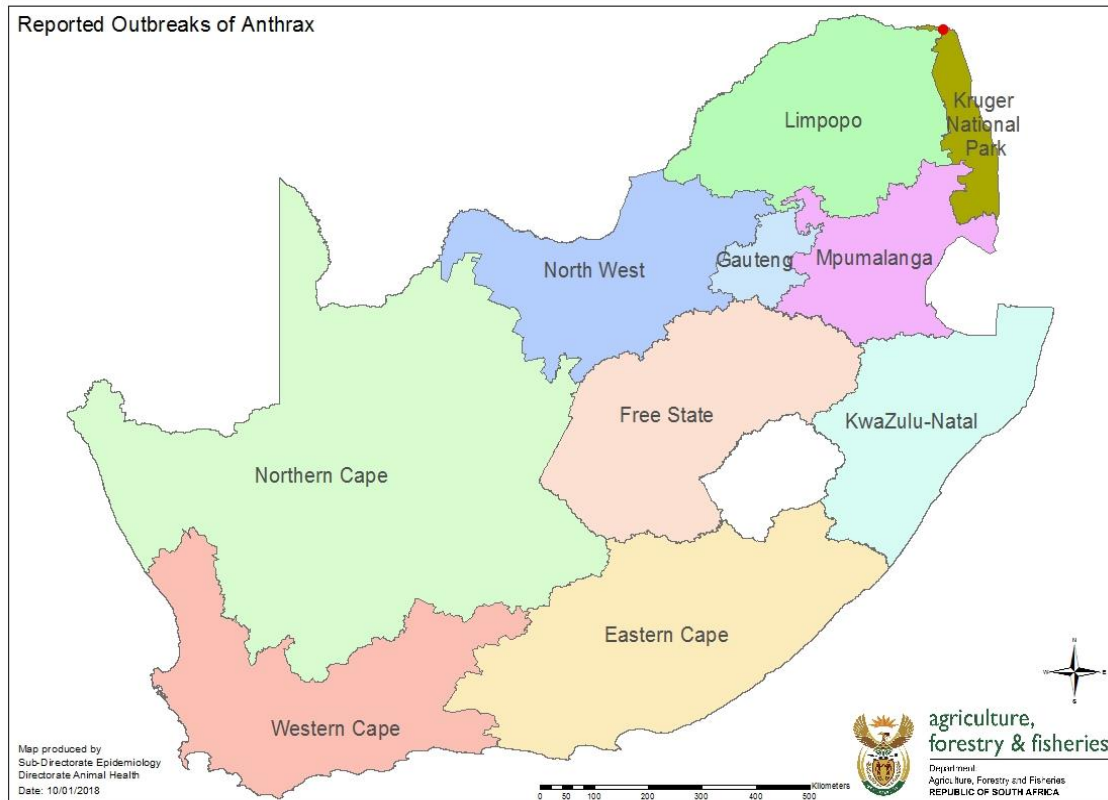 Reported Outbreaks of Anthrax
Limpopo
Kruger
National
Park
North West
Gauteng
Mpumalanga
Free State
KwaZulu-Natal
Northern Cape
Eastern Cape
Western Cape
N
W
E
S
Map produced by
Sub-Directorate Epidemiology
Directorate Animal Health
Date: 10/01/2018
Kilometers
0 50 100 200 300 400 500
agriculture,
forestry & fisheries
Department:
Agriculture, Forestry and Fisheries
REPUBLIC OF SOUTH AFRICA